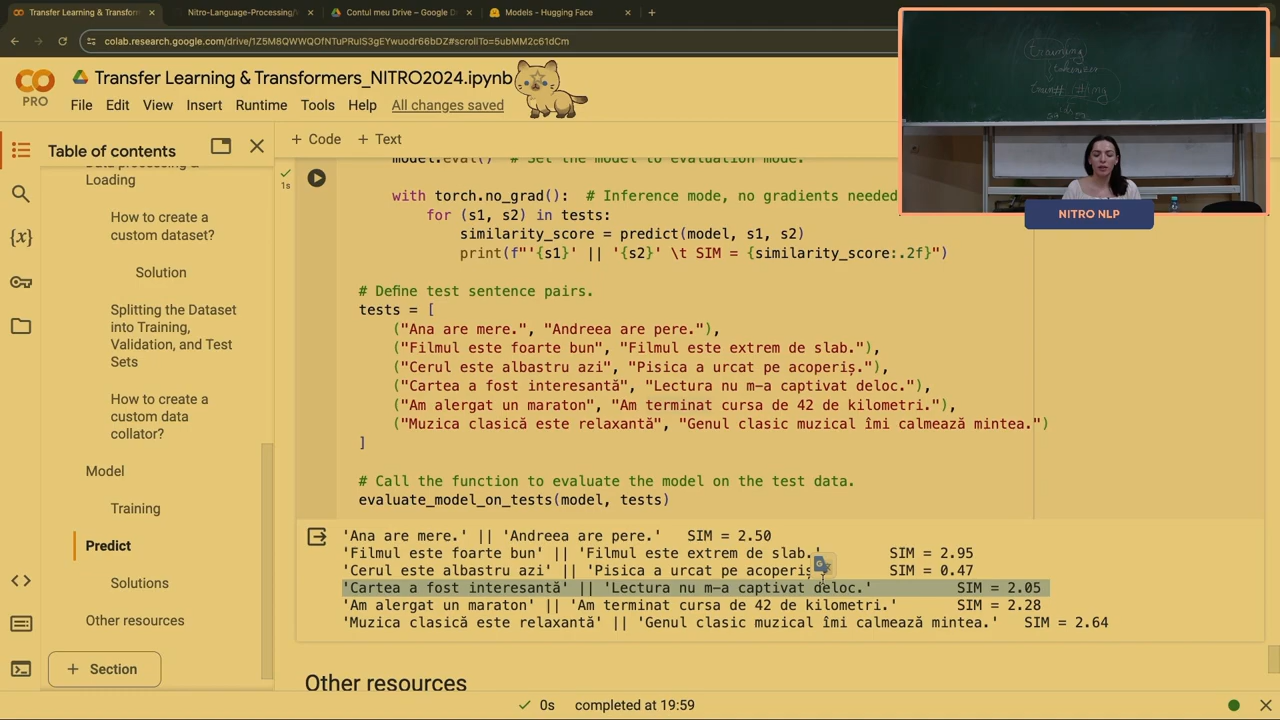 Transfer Learning & Transform
Nitro-Language-Processing/
Contul meu Drive – Google D
Models - Hugging Face
colab.research.google.com/drive/1Z5M8QWWQOfNTuPRuIS3gEYwuodr66bDZ#scrollTo=5ubMM2c61dCm
PRO
Transfer Learning & Transformers_NITRO2024.ipynb
File Edit View Insert Runtime Tools Help All changes saved
training
NITRO NLP
Table of contents
Data processing &
Loading
How to create a
custom dataset?
Solution
Splitting the Dataset
into Training,
Validation, and Test
Sets
How to create a
custom data
collator?
Model
Training
Predict
Solutions
Other resources
+ Section
+ Code + Text
1s
model.eval() # Set the model to evaluation mode.
with torch.no_grad(): # Inference mode, no gradients needed
for (s1, s2) in tests:
similarity_score = predict(model, s1, s2)
print(f"'{s1}' || '{s2}' \t SIM = {similarity_score:.2f}")
# Define test sentence pairs.
tests = [
("Ana are mere.", "Andreea are pere."),
("Filmul este foarte bun", "Filmul este extrem de slab."),
("Cerul este albastru azi", "Pisica a urcat pe acoperiș."),
("Cartea a fost interesantă", "Lectura nu m-a captivat deloc."),
("Am alergat un maraton", "Am terminat cursa de 42 de kilometri."),
("Muzica clasică este relaxantă", "Genul clasic muzical îmi calmează mintea.")
]
# Call the function to evaluate the model on the test data.
evaluate_model_on_tests(model, tests)
'Ana are mere.' || 'Andreea are pere.' SIM = 2.50
'Filmul este foarte bun' || 'Filmul este extrem de slab.' SIM = 2.95
'Cerul este albastru azi' || 'Pisica a urcat pe acoperiș SIM = 0.47
'Cartea a fost interesantă' || 'Lectura nu m-a captivat deloc.' SIM = 2.05
'Am alergat un maraton' || 'Am terminat cursa de 42 de kilometri.' SIM = 2.28
'Muzica clasică este relaxantă' || 'Genul clasic muzical îmi calmează mintea.' SIM = 2.64
Other resources
0s completed at 19:59